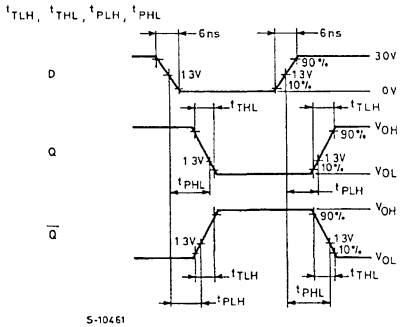 tTLH, tTHL, tPLH, tPHL
6ns 6ns
D 90% 1.3V 10% 3.0V 0V
tTHL tTLH
Q 1.3V 90% 1.3V 10% VOH VOL
tPHL tPLH
Q̅ 1.3V 90% 1.3V 10% VOH VOL
tTLH tTHL
tPLH tPHL
1.3V
S-10461